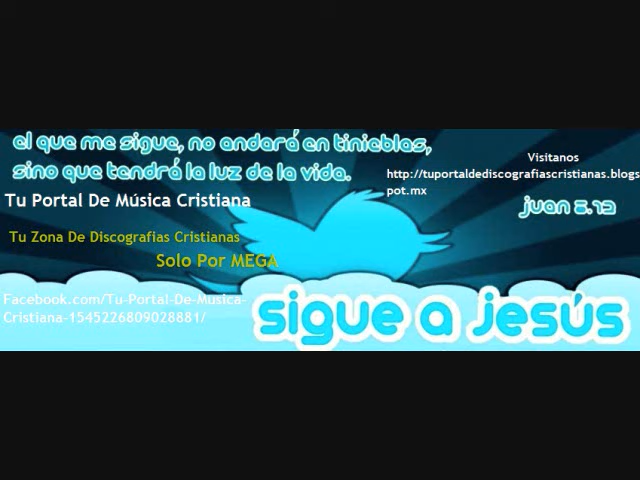 el que me sigue, no andará en tinieblas,
sino que tendrá la luz de la vida.
Visitanos
http://tuportaldediscografiascristianas.blogs
pot.mx
juan 8.12
Tu Portal De Música Cristiana
Tu Zona De Discografias Cristianas
Solo Por MEGA
Facebook.com/Tu-Portal-De-Musica-
Cristiana-1545226809028881/
sigue a jesús